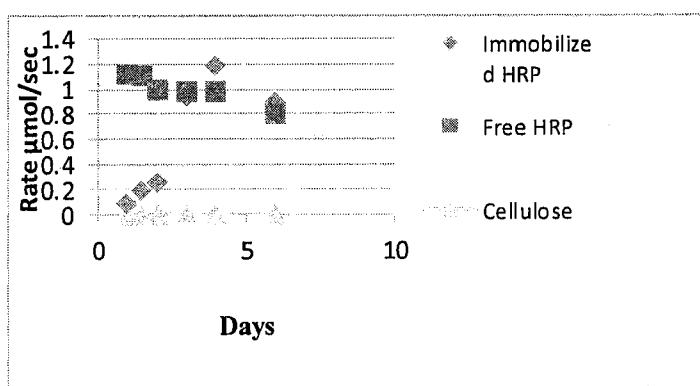 Rate µmol/sec
1.4
1.2
1
0.8
0.6
0.4
0.2
0
0
5
10
Days
Immobilize
d HRP
Free HRP
Cellulose